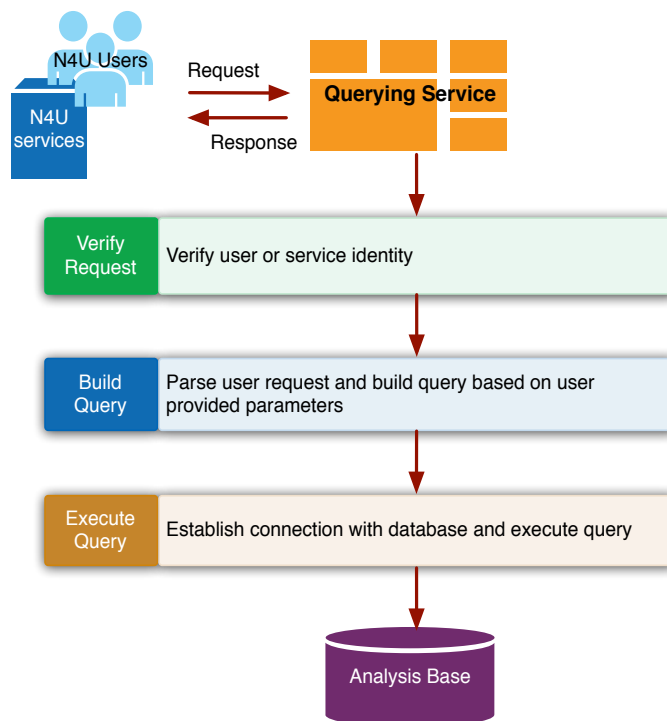 N4U Users
N4U
services
Request
Response
Querying Service
Verify
Request
Verify user or service identity
Build
Query
Parse user request and build query based on user
provided parameters
Execute
Query
Establish connection with database and execute query
Analysis Base